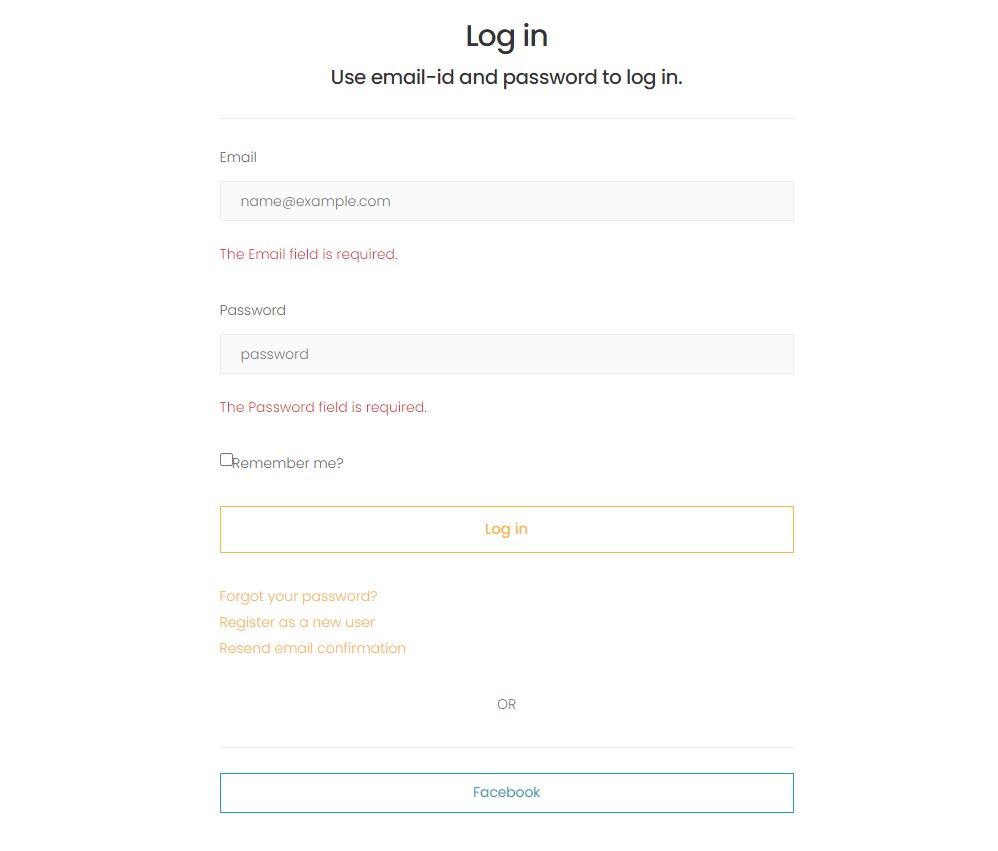 Log in
Use email-id and password to log in.
Email
name@example.com
The Email field is required.
Password
password
The Password field is required.
Remember me?
Log in
Forgot your password?
Register as a new user
Resend email confirmation
OR
Facebook